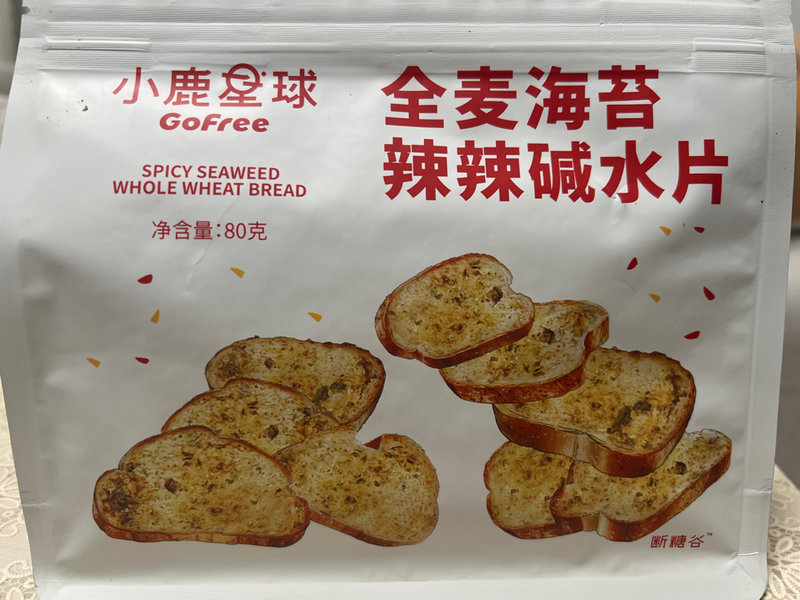 小鹿星球
GoFree
SPICY SEAWEED
WHOLE WHEAT BREAD
净含量:80克
全麦海苔
辣辣碱水片
断糖谷™